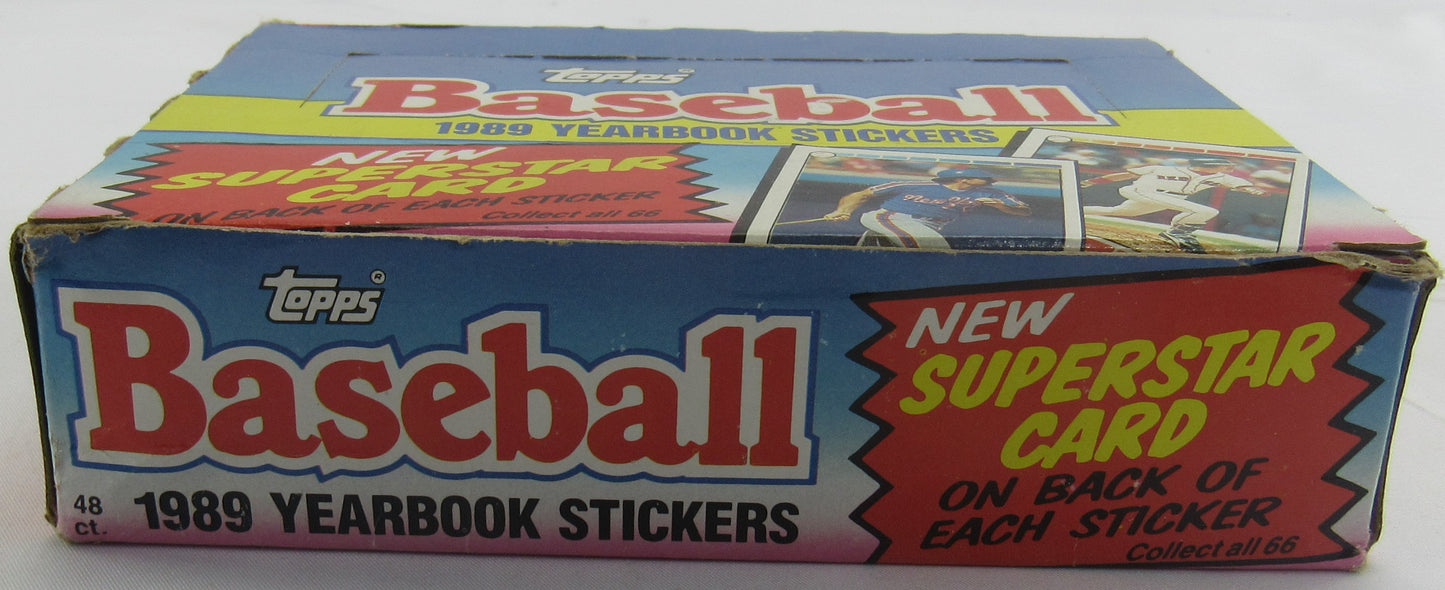 topps©
Baseball
1989 YEARBOOK STICKERS
NEW
SUPERSTAR
CARD
ON BACK OF EACH STICKER
Collect all 66
topps®
Baseball
48
ct.
1989 YEARBOOK STICKERS
NEW
SUPERSTAR
CARD
ON BACK OF
EACH STICKER
Collect all 66